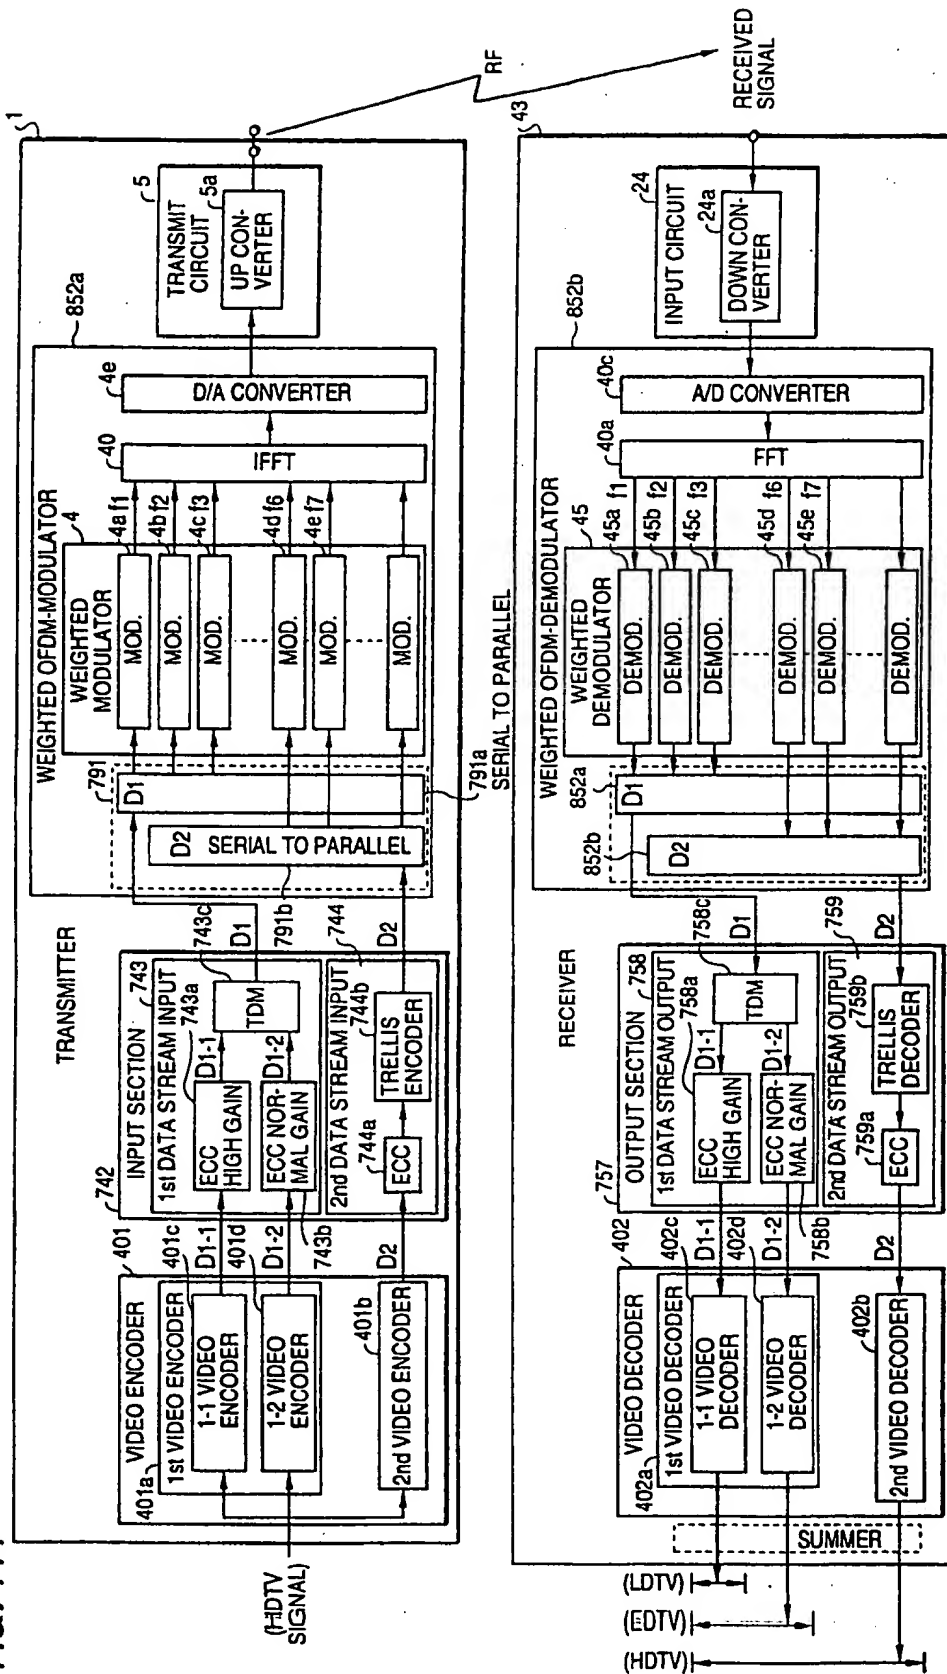 TRANSMITTER
1
(HDTV
SIGNAL)
VIDEO ENCODER
401
401a
1st VIDEO ENCODER
401c
1-1 VIDEO
ENCODER
401d
1-2 VIDEO
ENCODER
401b
2nd VIDEO ENCODER
D1-1
D1-2
D2
742
INPUT SECTION
743
1st DATA STREAM INPUT
743a
ECC
HIGH GAIN
D1-1
743b
ECC NOR-
MAL GAIN
D1-2
743c
TDM
D1
744
2nd DATA STREAM INPUT
744a
ECC
744b
TRELLIS
ENCODER
D2
852a
WEIGHTED OFDM-MODULATOR
791
D1
D2
SERIAL TO PARALLEL
791b
791a
SERIAL TO PARALLEL
4
WEIGHTED
MODULATOR
MOD.
4a f1
MOD.
4b f2
MOD.
4c f3
MOD.
4d f6
MOD.
4e f7
MOD.
40
IFFT
4e
D/A CONVERTER
5
TRANSMIT
CIRCUIT
5a
UP CON-
VERTER
RF
RECEIVED
SIGNAL
RECEIVER
43
24
INPUT CIRCUIT
24a
DOWN CON-
VERTER
852b
WEIGHTED OFDM-DEMODULATOR
40c
A/D CONVERTER
40a
FFT
45
WEIGHTED
DEMODULATOR
45a f1
DEMOD.
45b f2
DEMOD.
45c f3
DEMOD.
45d f6
DEMOD.
45e f7
DEMOD.
DEMOD.
852a
D1
852b
D2
757
OUTPUT SECTION
758
1st DATA STREAM OUTPUT
758a
ECC
HIGH GAIN
D1-1
758b
ECC NOR-
MAL GAIN
D1-2
758c
TDM
D1
759
2nd DATA STREAM OUTPUT
759a
ECC
759b
TRELLIS
DECODER
D2
D1-1
D1-2
D2
402
VIDEO DECODER
402a
1st VIDEO DECODER
402c
1-1 VIDEO
DECODER
402d
1-2 VIDEO
DECODER
402b
2nd VIDEO DECODER
SUMMER
(LDTV)
(EDTV)
(HDTV)